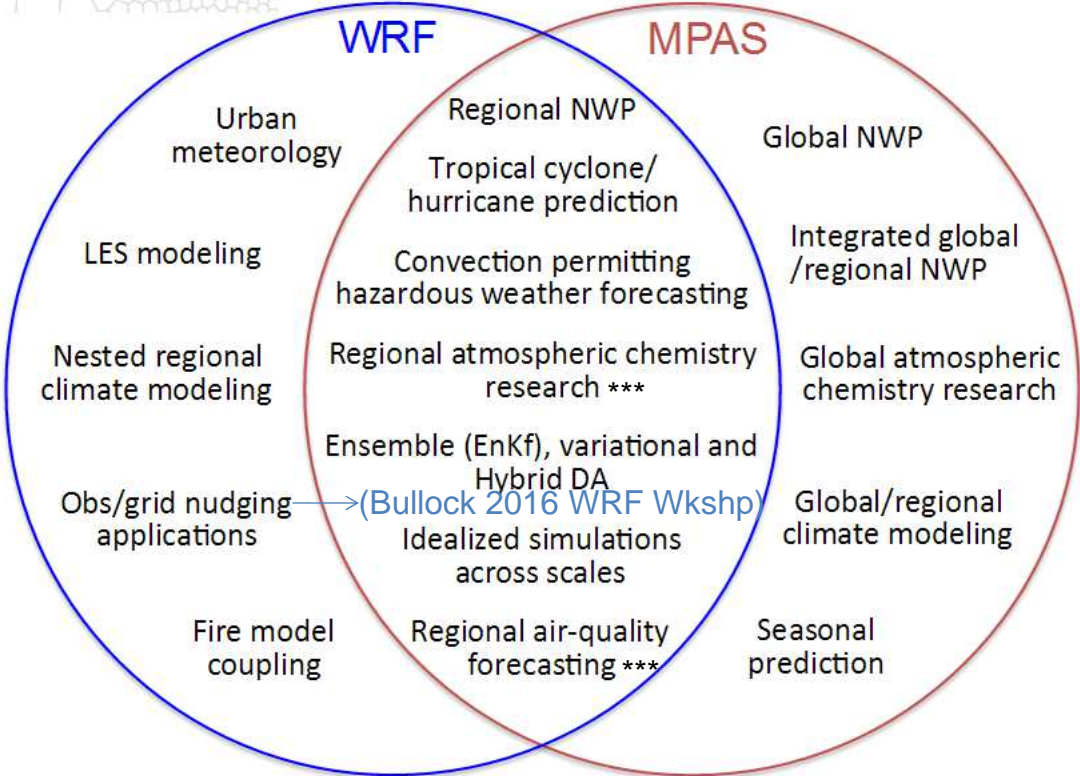 WRF
MPAS
Urban
meteorology
LES modeling
Nested regional
climate modeling
Obs/grid nudging
applications
Fire model
coupling
Regional NWP
Tropical cyclone/
hurricane prediction
Convection permitting
hazardous weather forecasting
Regional atmospheric chemistry
research ***
Ensemble (EnKf), variational and
Hybrid DA
(Bullock 2016 WRF Wkshp)
Idealized simulations
across scales
Regional air-quality
forecasting ***
Global NWP
Integrated global
/regional NWP
Global atmospheric
chemistry research
Global/regional
climate modeling
Seasonal
prediction